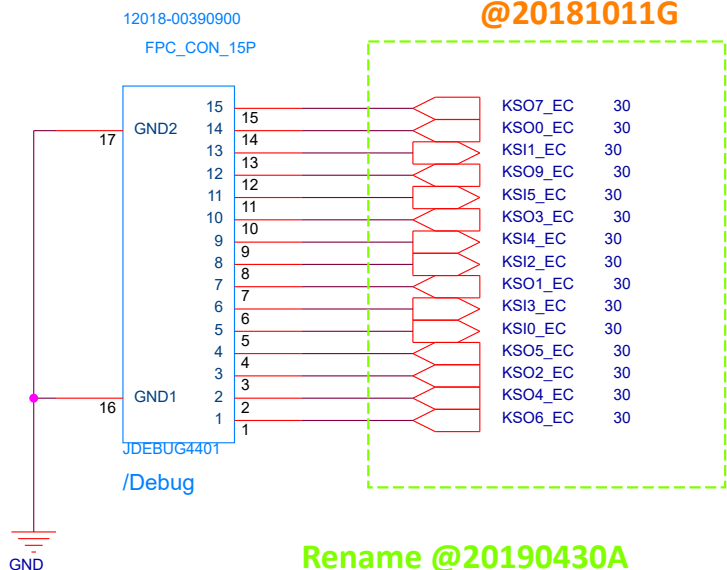 @20181011G
12018-00390900
FPC_CON_15P
15 15 KSO7_EC 30
17 GND2 14 14 KSO0_EC 30
13 13 KSI1_EC 30
12 12 KSO9_EC 30
11 11 KSI5_EC 30
10 10 KSO3_EC 30
9 9 KSI4_EC 30
8 8 KSI2_EC 30
7 7 KSO1_EC 30
6 6 KSI3_EC 30
5 5 KSI0_EC 30
4 4 KSO5_EC 30
3 3 KSO2_EC 30
16 GND1 2 2 KSO4_EC 30
1 1 KSO6_EC 30
JDEBUG4401
/Debug
GND
Rename @20190430A